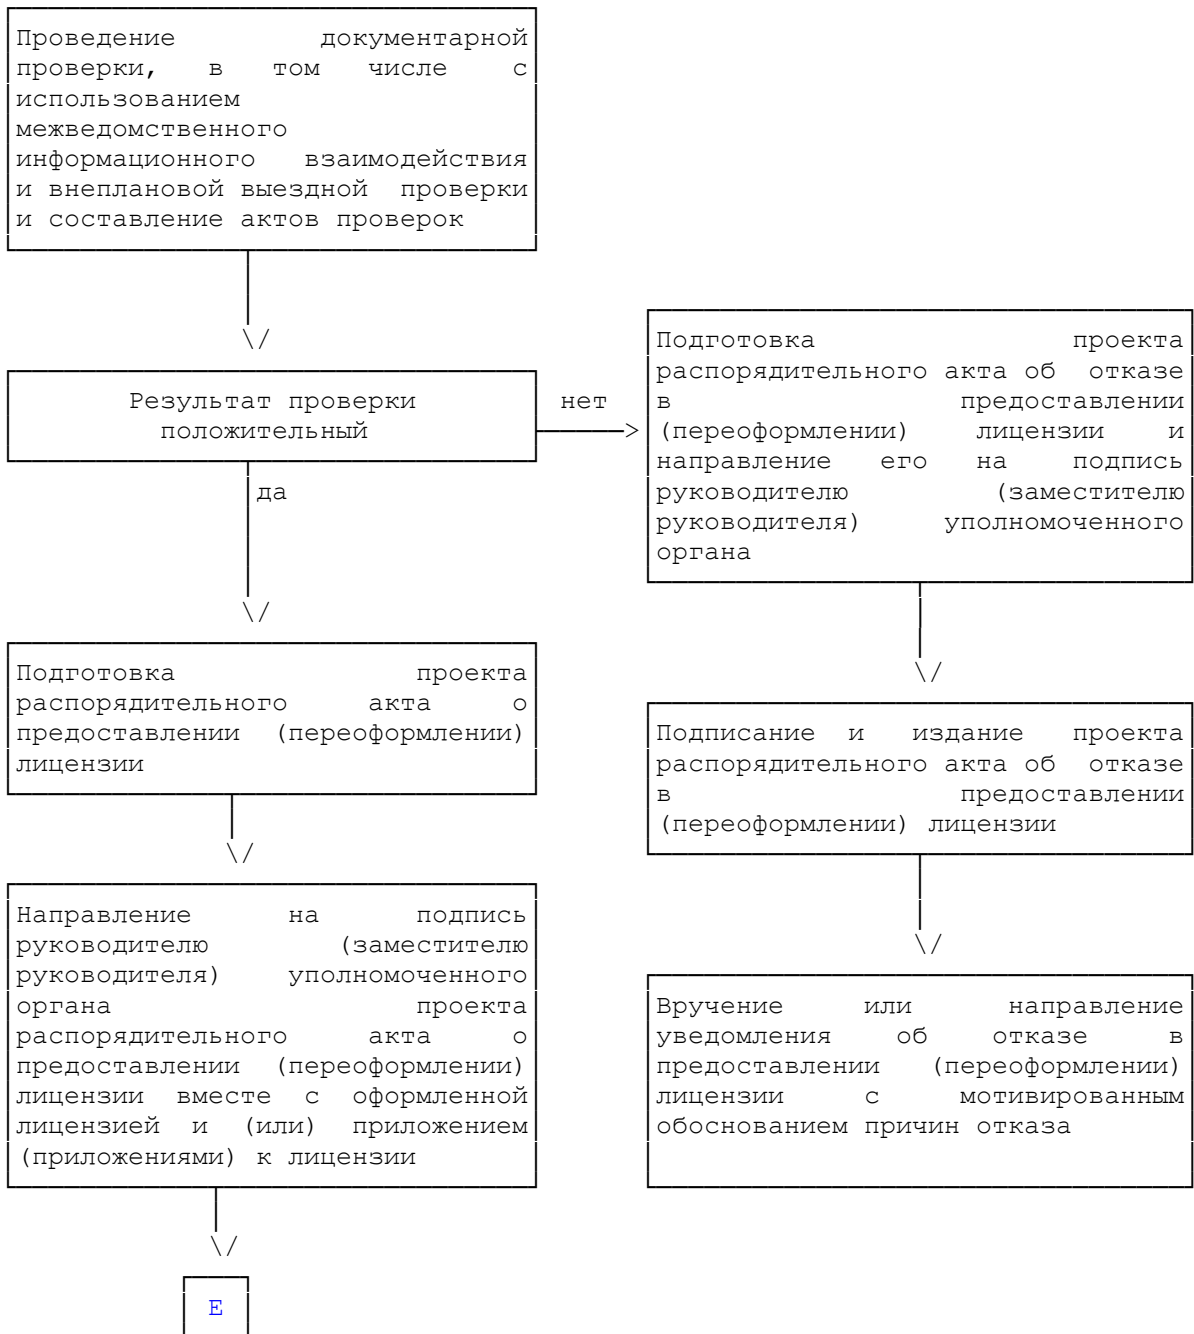 Проведение документарной
проверки, в том числе с
использованием
межведомственного
информационного взаимодействия
и внеплановой выездной проверки
и составление актов проверок
\/
Результат проверки
положительный
нет
>
да
\/
Подготовка проекта
распорядительного акта об отказе
в предоставлении
(переоформлении) лицензии и
направление его на подпись
руководителю (заместителю
руководителя) уполномоченного
органа
\/
Подготовка проекта
распорядительного акта о
предоставлении (переоформлении)
лицензии
\/
Подписание и издание проекта
распорядительного акта об отказе
в предоставлении
(переоформлении) лицензии
\/
Направление на подпись
руководителю (заместителю
руководителя) уполномоченного
органа проекта
распорядительного акта о
предоставлении (переоформлении)
лицензии вместе с оформленной
лицензией и (или) приложением
(приложениями) к лицензии
\/
Вручение или направление
уведомления об отказе в
предоставлении (переоформлении)
лицензии с мотивированным
обоснованием причин отказа
Е